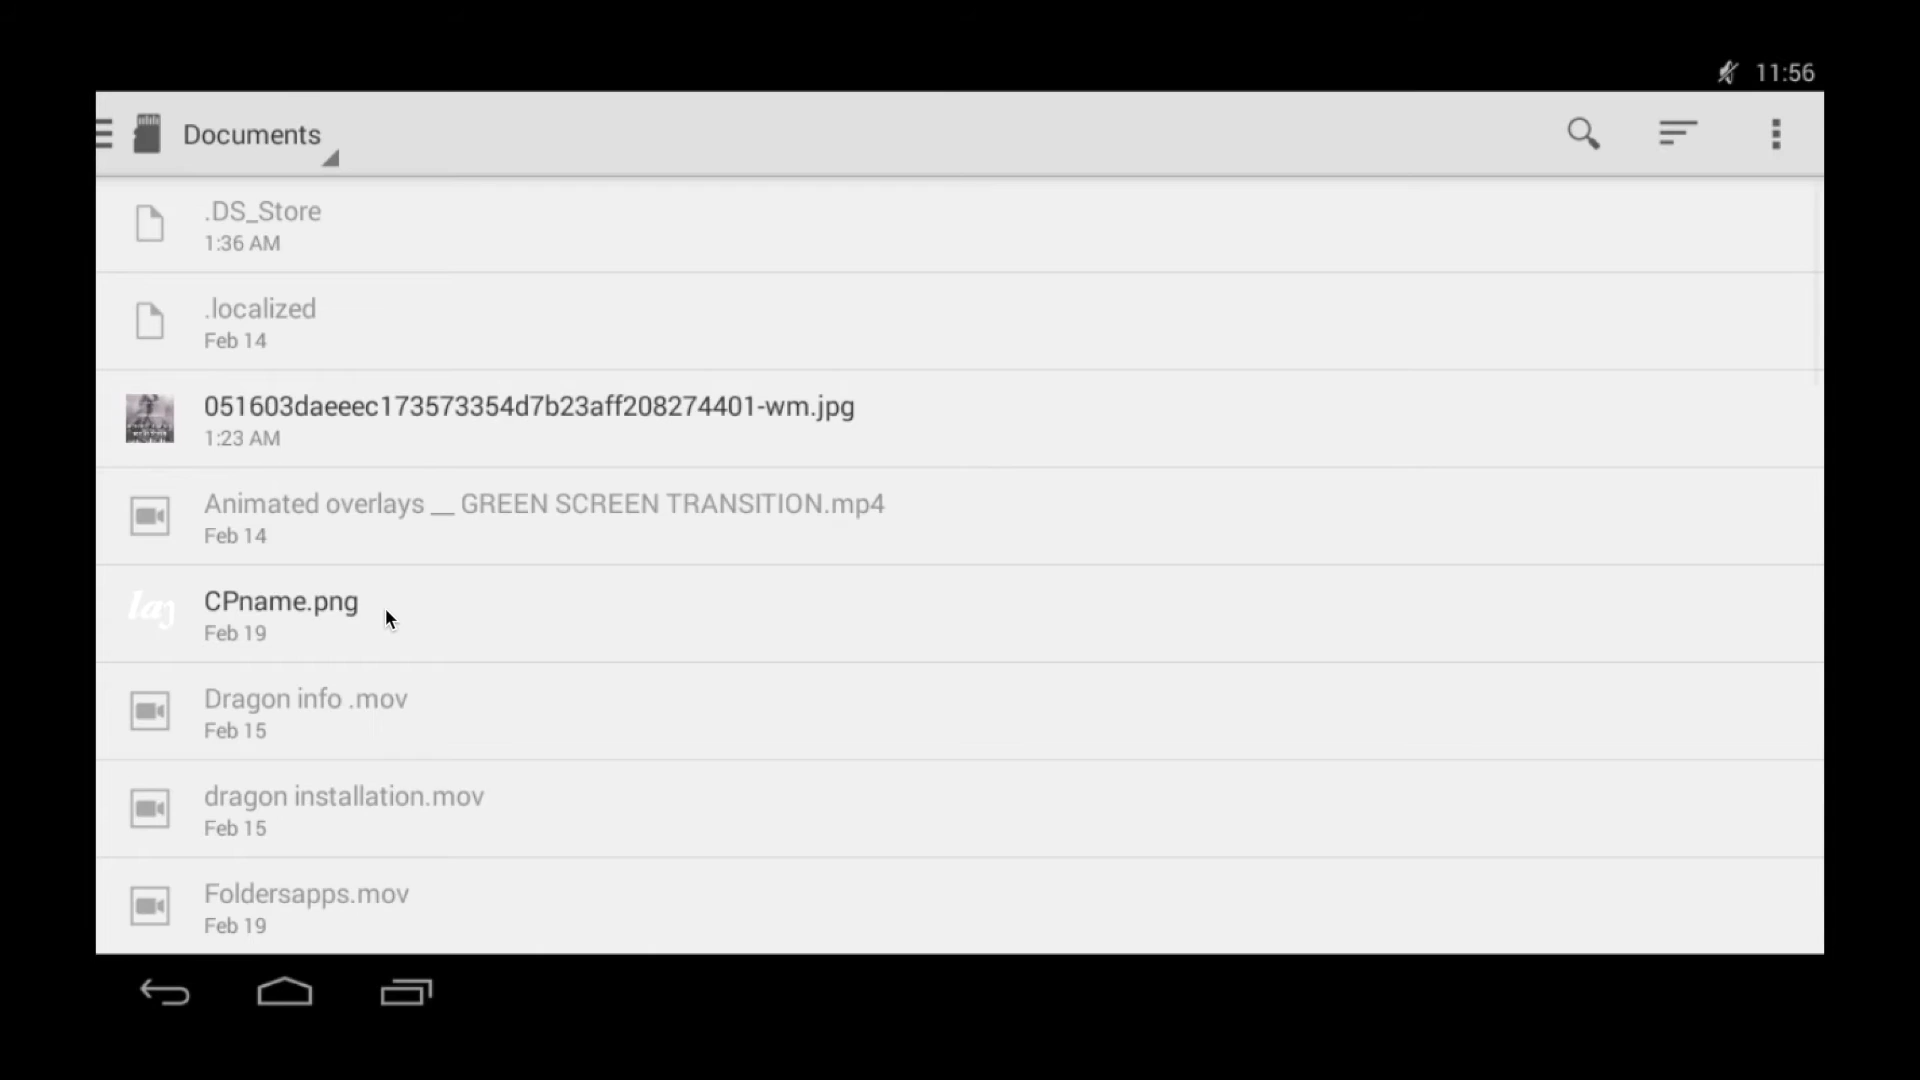 11:56
Documents
.DS_Store
1:36 AM
.localized
Feb 14
051603daeeec173573354d7b23aff208274401-wm.jpg
1:23 AM
Animated overlays __ GREEN SCREEN TRANSITION.mp4
Feb 14
CPname.png
Feb 19
Dragon info .mov
Feb 15
dragon installation.mov
Feb 15
Foldersapps.mov
Feb 19